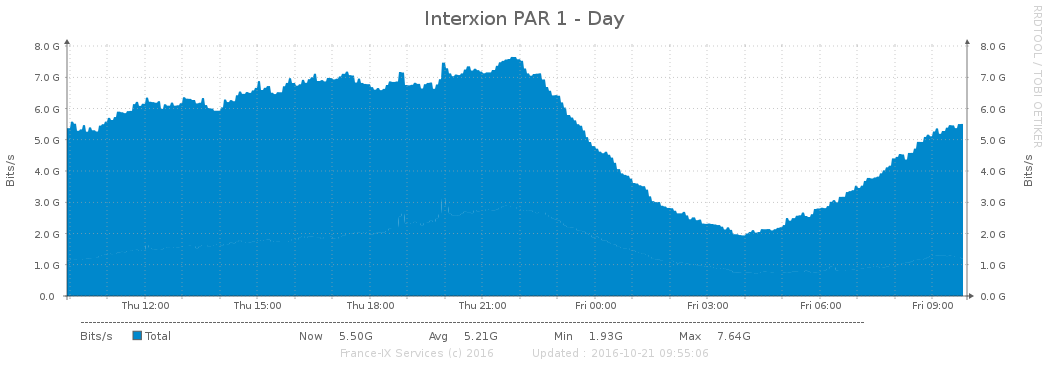 Interxion PAR 1 - Day
RRDTOOL / TOBI OETIKER
Bits/s
8.0 G
7.0 G
6.0 G
5.0 G
4.0 G
3.0 G
2.0 G
1.0 G
0.0
8.0 G
7.0 G
6.0 G
5.0 G
4.0 G
3.0 G
2.0 G
1.0 G
0.0 G
Bits/s
Thu 12:00 Thu 15:00 Thu 18:00 Thu 21:00 Fri 00:00 Fri 03:00 Fri 06:00 Fri 09:00
Bits/s Total Now 5.50G Avg 5.21G Min 1.93G Max 7.64G
France-IX Services (c) 2016 Updated : 2016-10-21 09:55:06